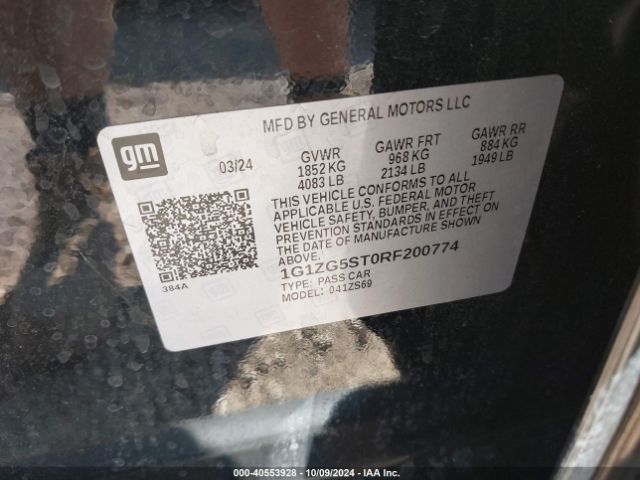 MFD BY GENERAL MOTORS LLC
gm
03/24
GVWR
1852 KG
4083 LB
GAWR FRT
968 KG
2134 LB
GAWR RR
884 KG
1949 LB
THIS VEHICLE CONFORMS TO ALL
APPLICABLE U.S. FEDERAL MOTOR
VEHICLE SAFETY, BUMPER, AND THEFT
PREVENTION STANDARDS IN EFFECT ON
THE DATE OF MANUFACTURE SHOWN
ABOVE.
384A
1G1ZG5ST0RF200774
TYPE: PASS CAR
MODEL: 041ZS69
000-40553928 - 10/09/2024 - IAA Inc.